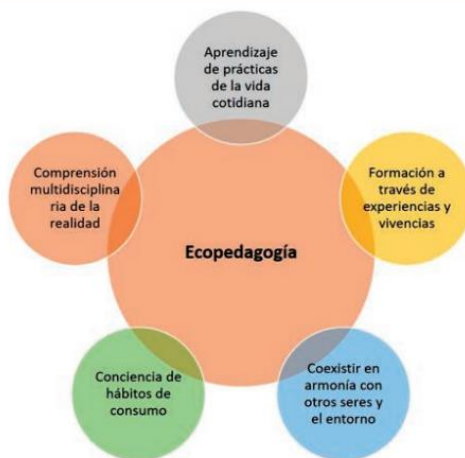 Aprendizaje
de prácticas
de la vida
cotidiana
Comprensión
multidisciplina
ria de la
realidad
Formación a
través de
experiencias y
vivencias
Ecopedagogía
Conciencia de
hábitos de
consumo
Coexistir en
armonía con
otros seres y
el entorno